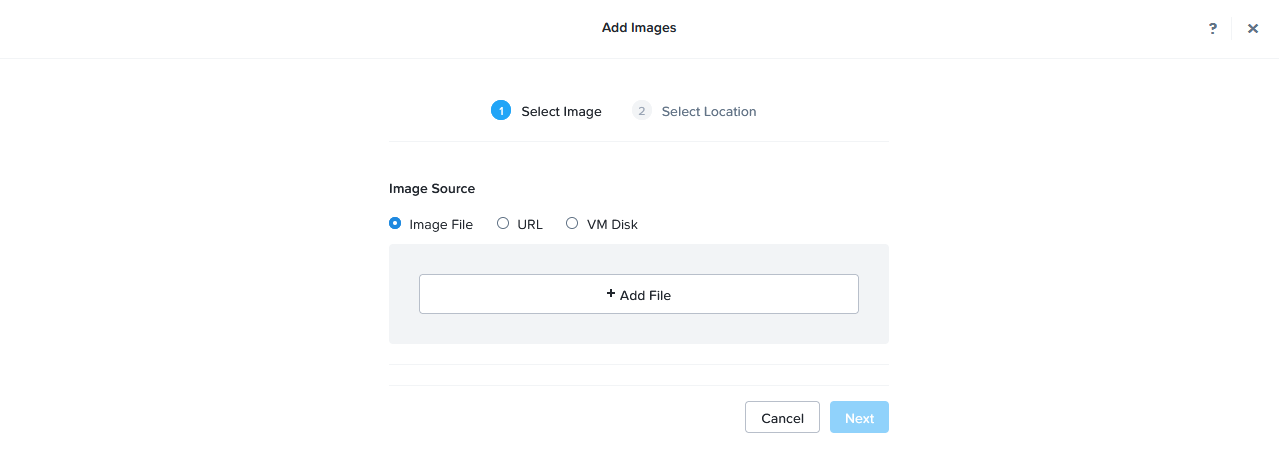 Add Images
?
1 Select Image 2 Select Location
Image Source
Image File URL VM Disk
+ Add File
Cancel Next